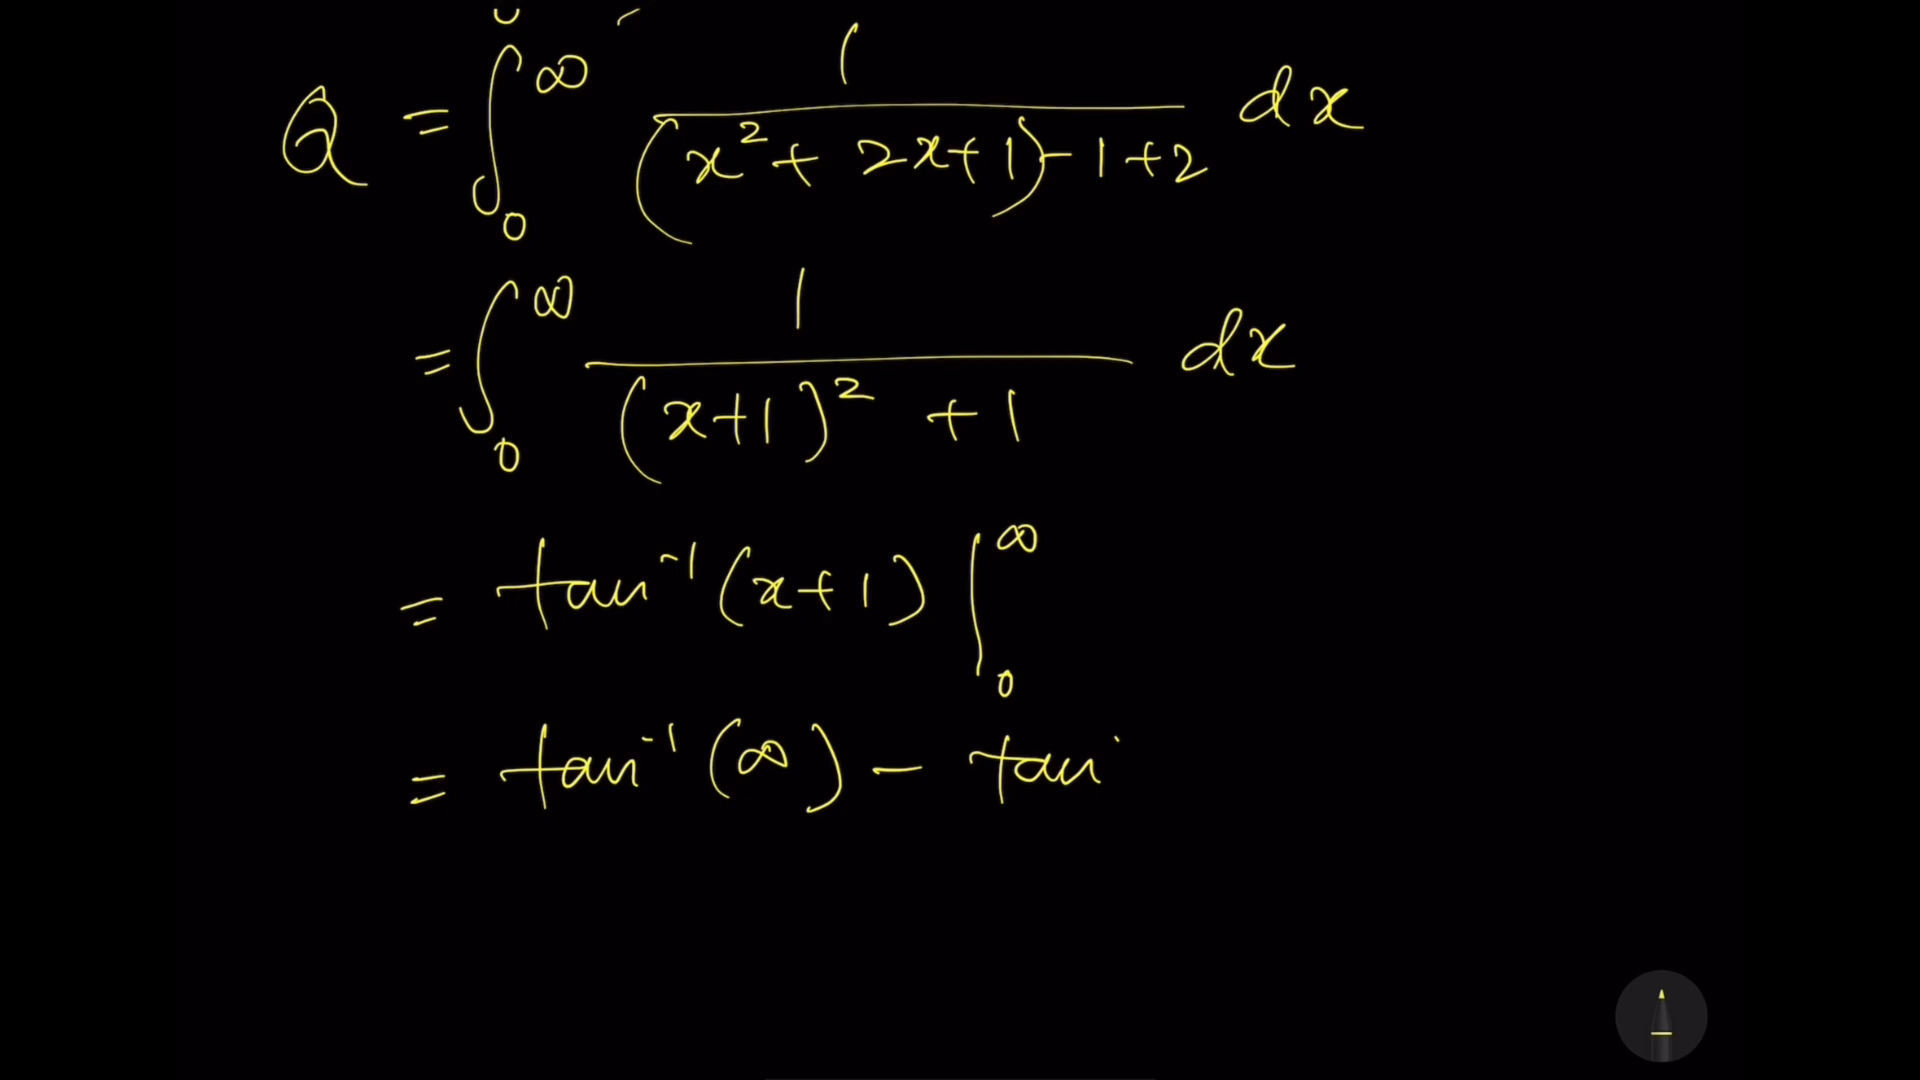 Q = ∫₀^∞ 1/((x² + 2x+1)-1+2) dx
= ∫₀^∞ 1/((x+1)² + 1) dx
= tan⁻¹(x+1) |₀^∞
= tan⁻¹(∞) - tan